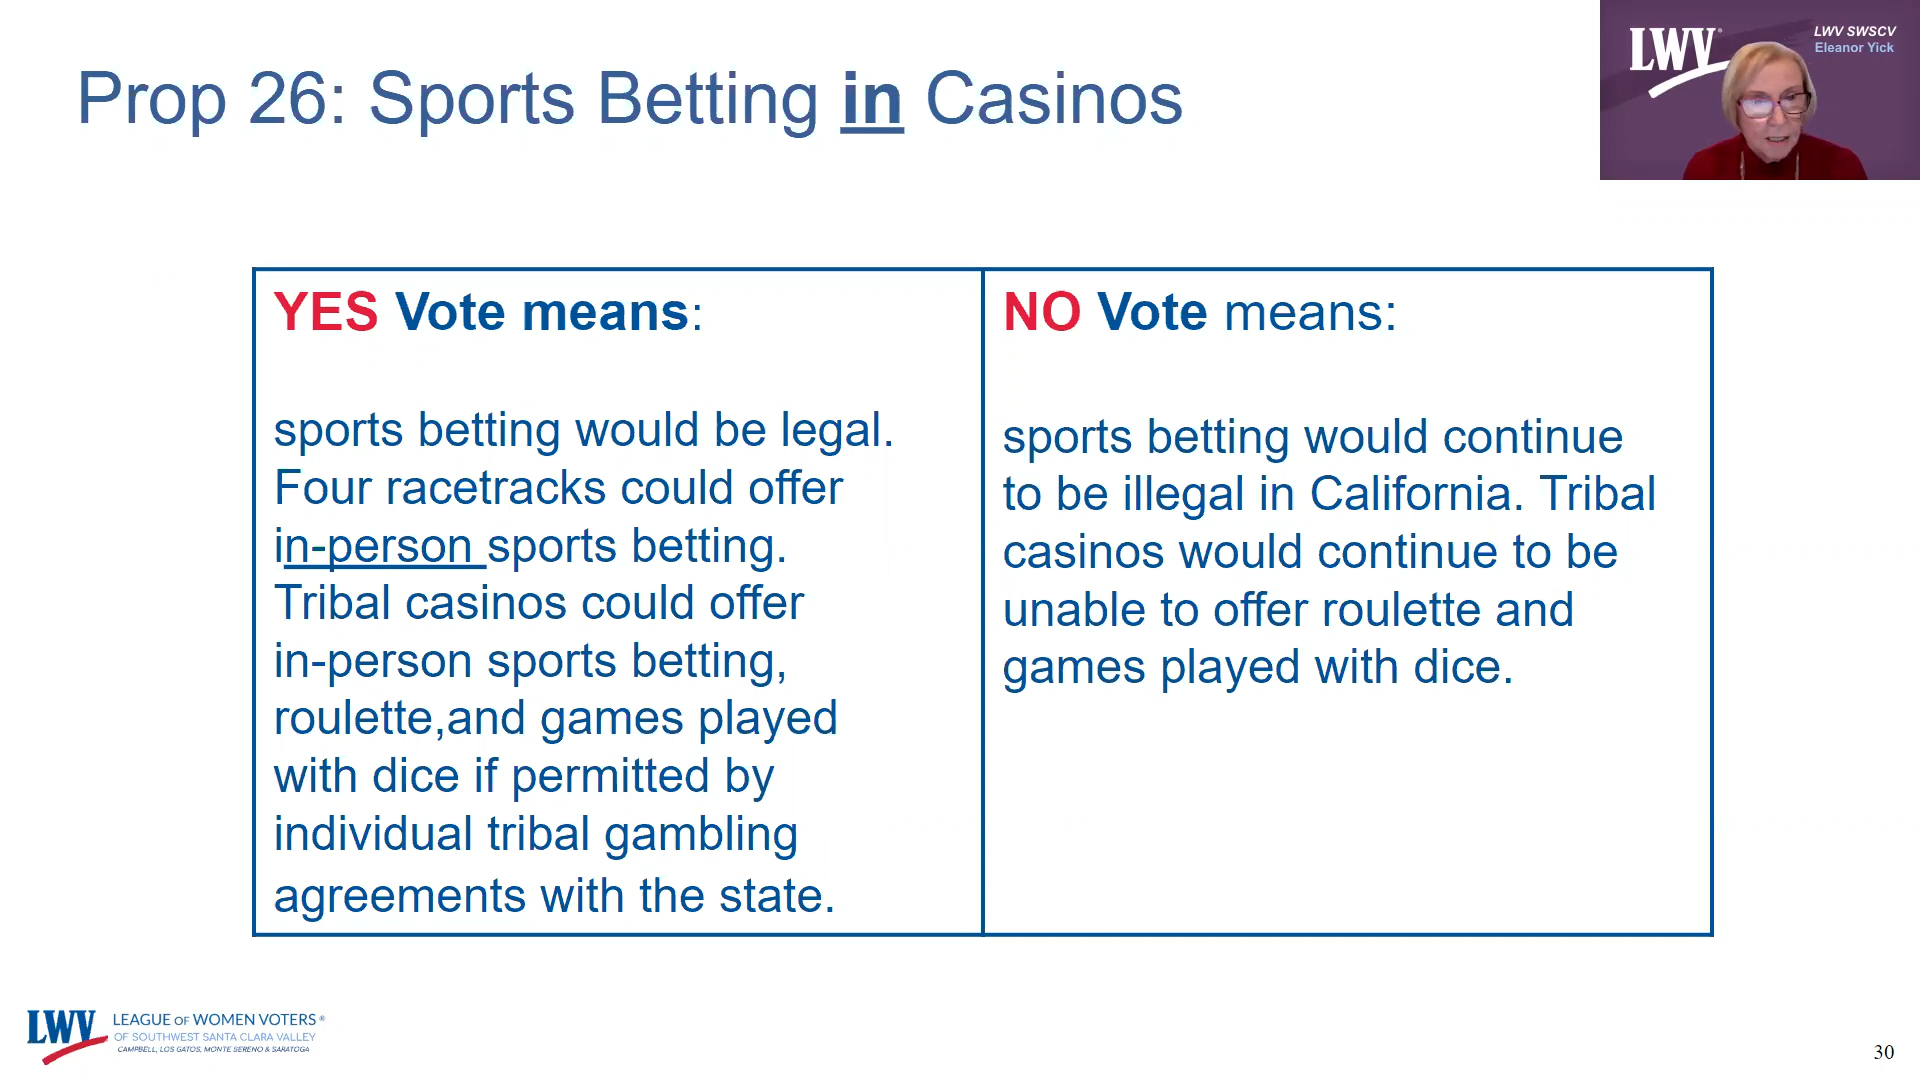 Prop 26: Sports Betting in Casinos
LWV®
LWV SWSCV
Eleanor Yick
YES Vote means:
sports betting would be legal.
Four racetracks could offer
in-person sports betting.
Tribal casinos could offer
in-person sports betting,
roulette,and games played
with dice if permitted by
individual tribal gambling
agreements with the state.
NO Vote means:
sports betting would continue
to be illegal in California. Tribal
casinos would continue to be
unable to offer roulette and
games played with dice.
LWV
LEAGUE OF WOMEN VOTERS®
OF SOUTHWEST SANTA CLARA VALLEY
CAMPBELL, LOS GATOS, MONTE SERENO & SARATOGA
30